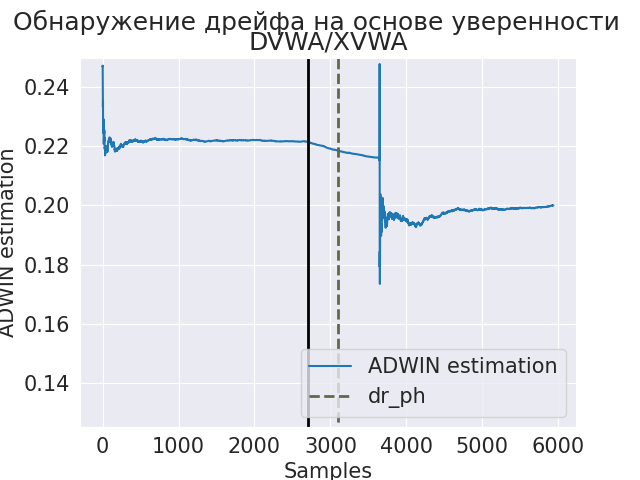 Обнаружение дрейфа на основе уверенности
DVWA/XVWA
ADWIN estimation
0.24
0.22
0.20
0.18
0.16
0.14
ADWIN estimation
dr_ph
0 1000 2000 3000 4000 5000 6000
Samples